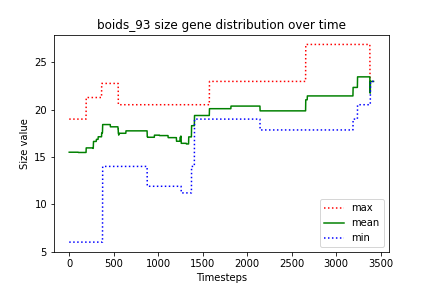 boids_93 size gene distribution over time
Size value
25
20
15
10
5
0
500
1000
1500
2000
2500
3000
3500
Timesteps
max
mean
min